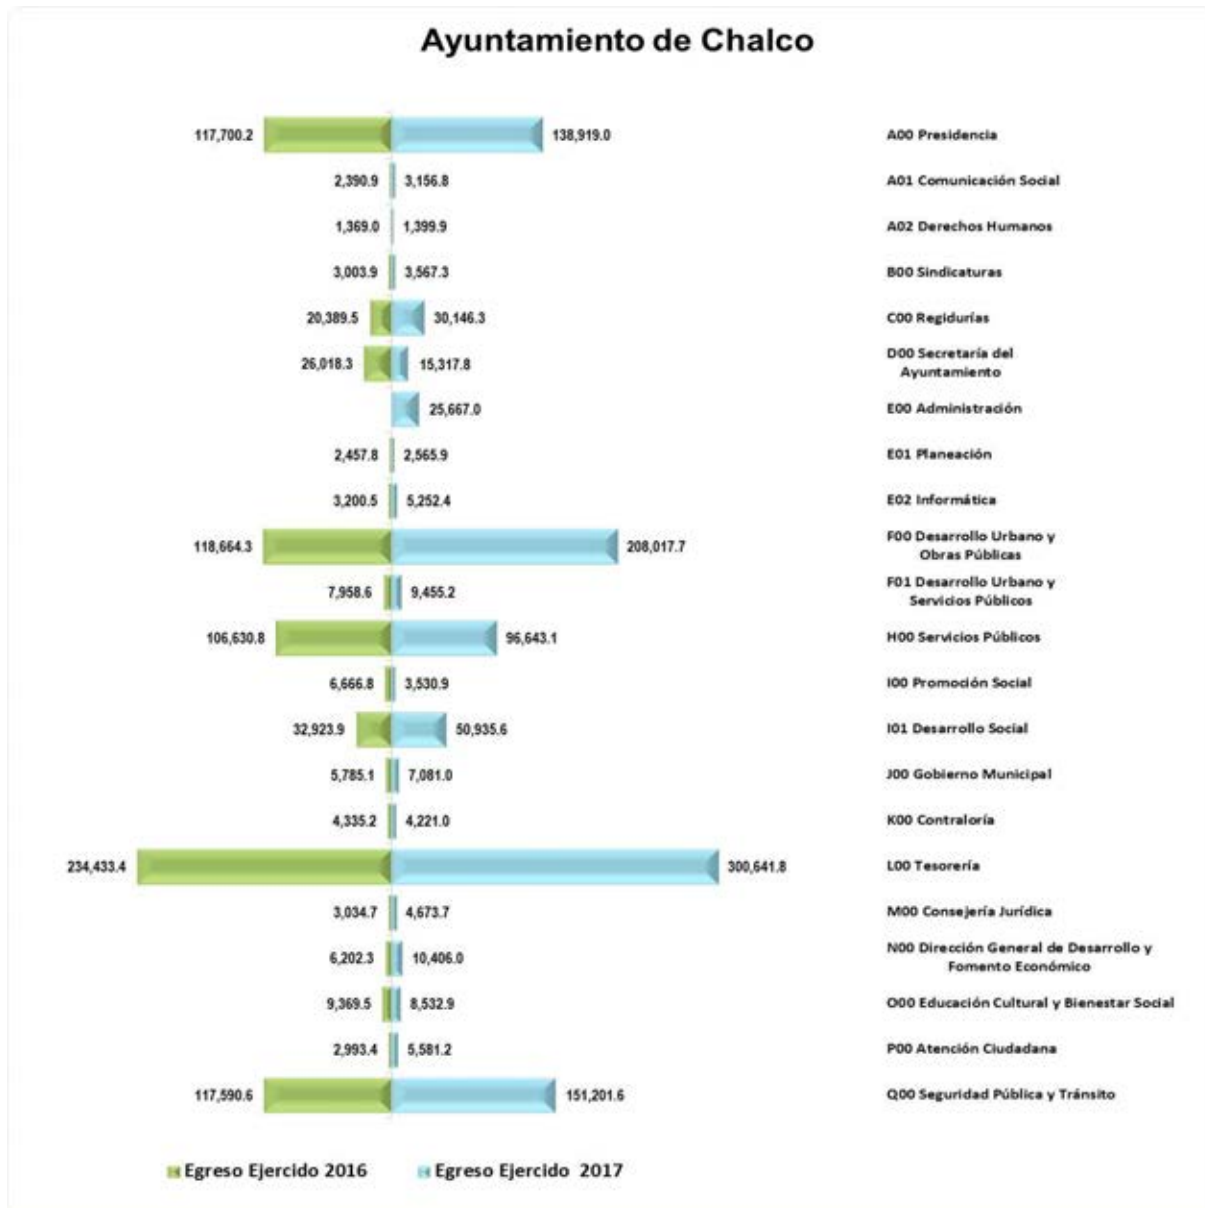 Ayuntamiento de Chalco
117,700.2 138,919.0 A00 Presidencia
2,390.9 3,156.8 A01 Comunicación Social
1,369.0 1,399.9 A02 Derechos Humanos
3,003.9 3,567.3 B00 Sindicaturas
20,389.5 30,146.3 C00 Regidurías
26,018.3 15,317.8 D00 Secretaría del
Ayuntamiento
25,667.0 E00 Administración
2,457.8 2,565.9 E01 Planeación
3,200.5 5,252.4 E02 Informática
118,664.3 208,017.7 F00 Desarrollo Urbano y
Obras Públicas
7,958.6 9,455.2 F01 Desarrollo Urbano y
Servicios Públicos
106,630.8 96,643.1 H00 Servicios Públicos
6,666.8 3,530.9 I00 Promoción Social
32,923.9 50,935.6 I01 Desarrollo Social
5,785.1 7,081.0 J00 Gobierno Municipal
4,335.2 4,221.0 K00 Contraloría
234,433.4 300,641.8 L00 Tesorería
3,034.7 4,673.7 M00 Consejería Jurídica
6,202.3 10,406.0 N00 Dirección General de Desarrollo y
Fomento Económico
9,369.5 8,532.9 O00 Educación Cultural y Bienestar Social
2,993.4 5,581.2 P00 Atención Ciudadana
117,590.6 151,201.6 Q00 Seguridad Pública y Tránsito
Egreso Ejercido 2016 Egreso Ejercido 2017